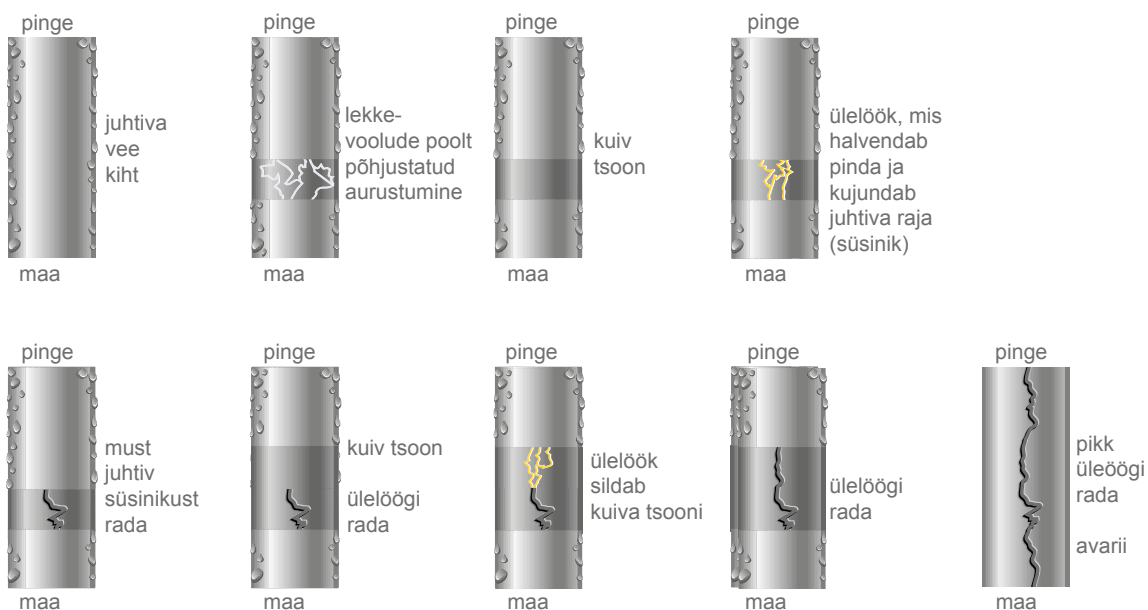 pinge
juhtiva
vee
kiht
maa
pinge
lekke-
voolude poolt
põhjustatud
aurustumine
maa
pinge
kuiv
tsoon
maa
pinge
ülelöök, mis
halvendab
pinda ja
kujundab
juhtiva raja
(süsinik)
maa
pinge
must
juhtiv
süsinikust
rada
maa
pinge
kuiv tsoon
ülelöögi
rada
maa
pinge
ülelöök
sildab
kuiva tsooni
maa
pinge
ülelöögi
rada
maa
pinge
pikk
üleöögi
rada
avarii
maa